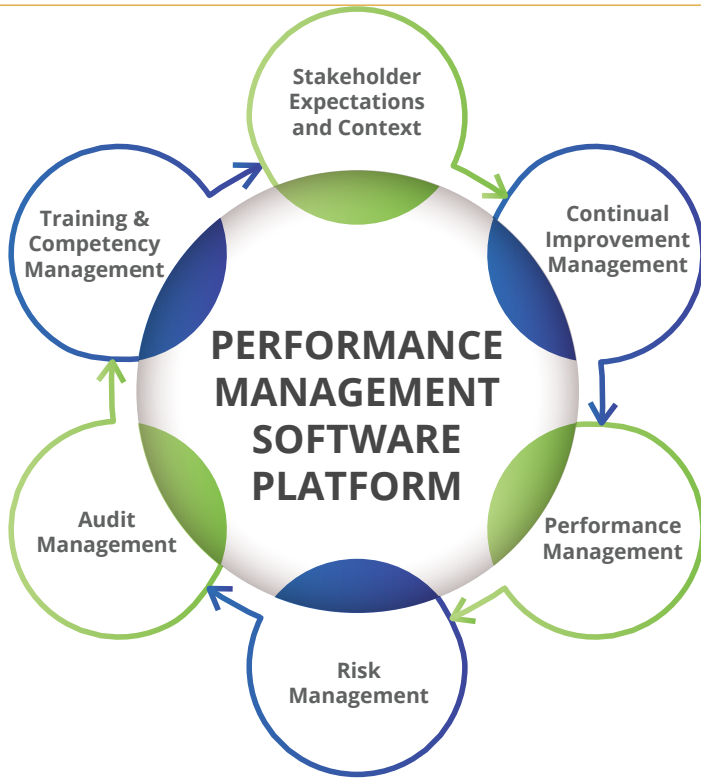 Stakeholder
Expectations
and Context
Continual
Improvement
Management
Performance
Management
Risk
Management
Audit
Management
Training &
Competency
Management
PERFORMANCE
MANAGEMENT
SOFTWARE
PLATFORM